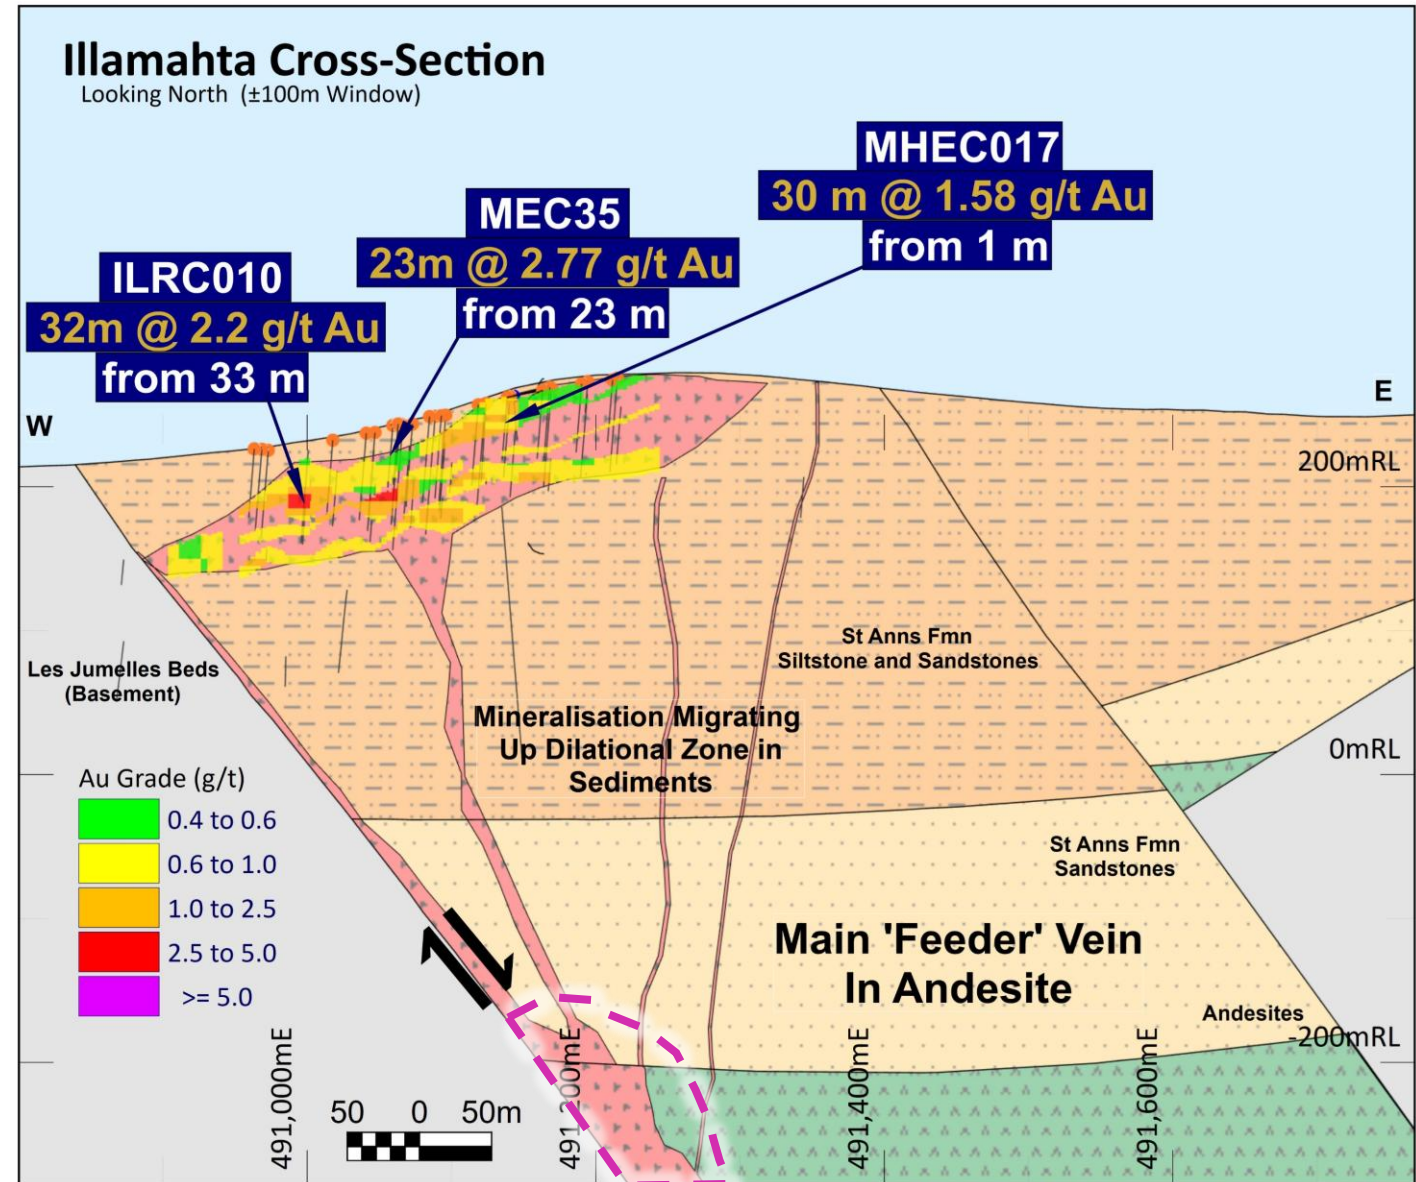 Illamahta Cross-Section
Looking North (±100m Window)
MHEC017
30 m @ 1.58 g/t Au
from 1 m
MEC35
23m @ 2.77 g/t Au
from 23 m
ILRC010
32m @ 2.2 g/t Au
from 33 m
W
E
200mRL
St Anns Fmn
Siltstone and Sandstones
Les Jumelles Beds
(Basement)
Mineralisation Migrating
Up Dilational Zone in
Sediments
0mRL
Au Grade (g/t)
0.4 to 0.6
0.6 to 1.0
1.0 to 2.5
2.5 to 5.0
>= 5.0
St Anns Fmn
Sandstones
Main 'Feeder' Vein
In Andesite
Andesites
-200mRL
50 0 50m
491,000mE
491,200mE
491,400mE
491,600mE